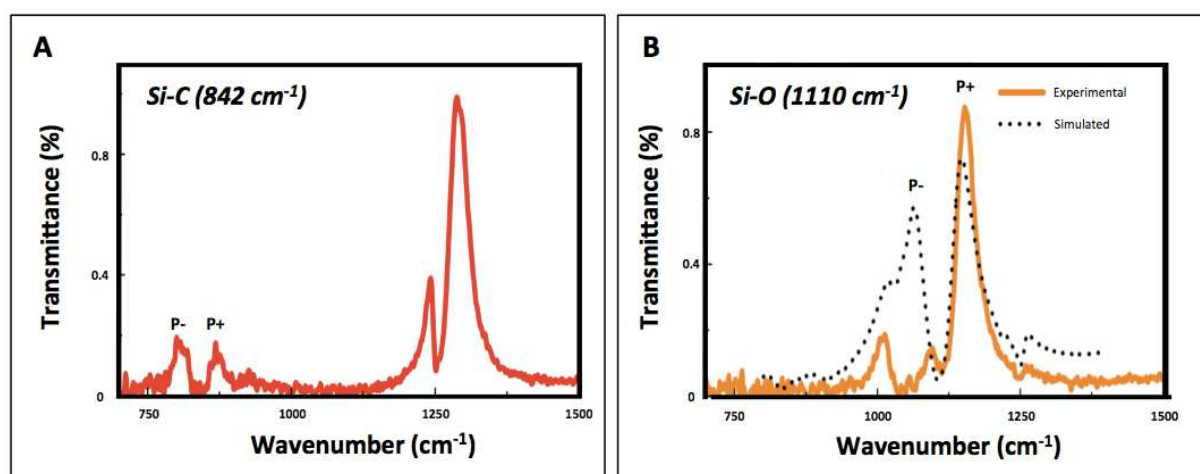 A
Si-C (842 cm⁻¹)
Transmittance (%)
0.8
0.4
0
P-
P+
750
1000
1250
1500
Wavenumber (cm⁻¹)
B
Si-O (1110 cm⁻¹)
P+
Experimental
Simulated
P-
Transmittance (%)
0.8
0.4
0
750
1000
1250
1500
Wavenumber (cm⁻¹)